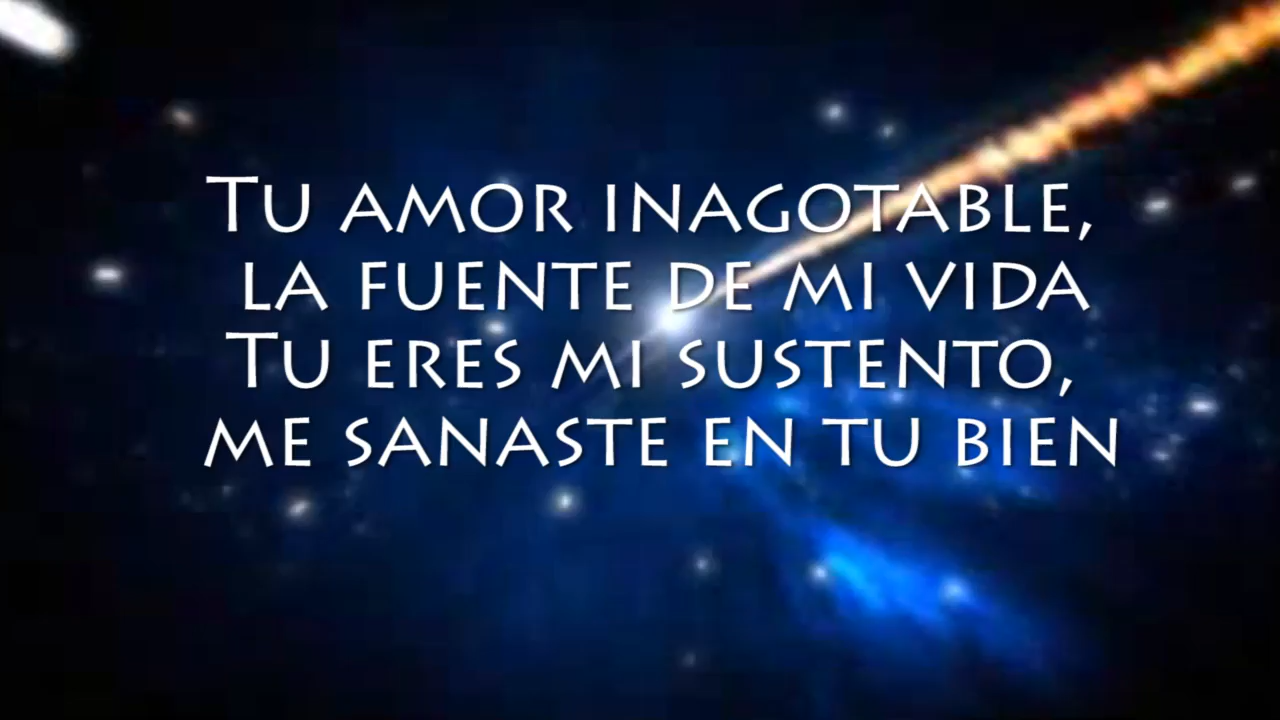 Tu amor inagotable,
la fuente de mi vida
Tu eres mi sustento,
me sanaste en tu bien